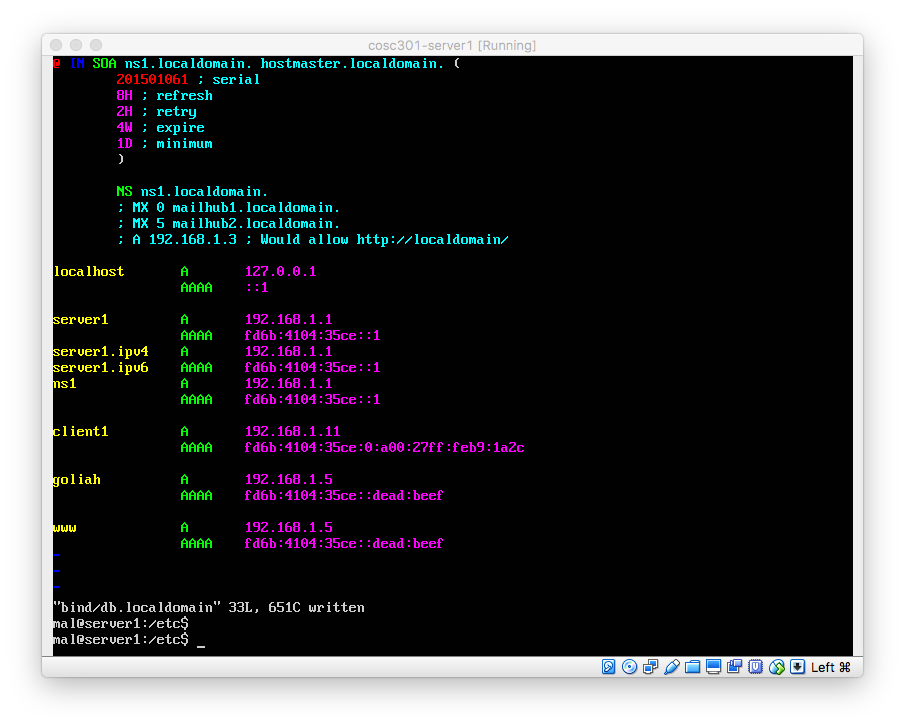 cosc301-server1 [Running]
@ IN SOA ns1.localdomain. hostmaster.localdomain. (
201501061 ; serial
8H ; refresh
2H ; retry
4W ; expire
1D ; minimum
)
NS ns1.localdomain.
; MX 0 mailhub1.localdomain.
; MX 5 mailhub2.localdomain.
; A 192.168.1.3 ; Would allow http://localdomain/
localhost A 127.0.0.1
AAAA ::1
server1 A 192.168.1.1
AAAA fd6b:4104:35ce::1
server1.ipv4 A 192.168.1.1
server1.ipv6 AAAA fd6b:4104:35ce::1
ns1 A 192.168.1.1
AAAA fd6b:4104:35ce::1
client1 A 192.168.1.11
AAAA fd6b:4104:35ce:0:a00:27ff:feb9:1a2c
goliah A 192.168.1.5
AAAA fd6b:4104:35ce::dead:beef
www A 192.168.1.5
AAAA fd6b:4104:35ce::dead:beef
~
~
~
"bind/db.localdomain" 33L, 651C written
mal@server1:/etc$
mal@server1:/etc$ _
Left ⌘